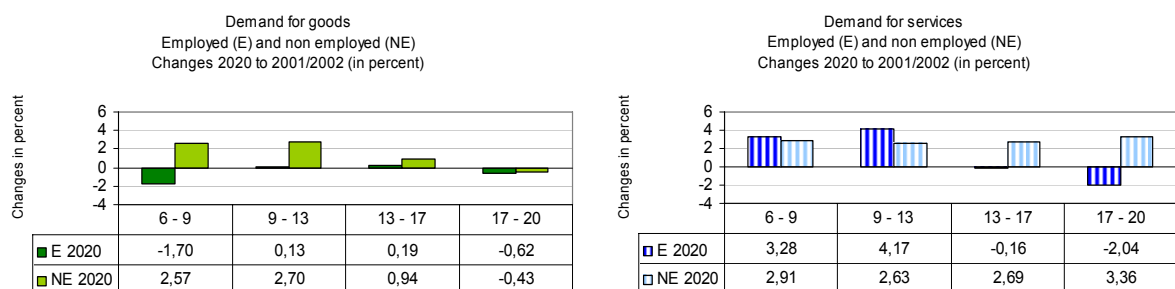 Demand for goods
Employed (E) and non employed (NE)
Changes 2020 to 2001/2002 (in percent)
Changes in percent
6
4
2
0
-2
-4
6 - 9 9 - 13 13 - 17 17 - 20
E 2020 -1,70 0,13 0,19 -0,62
NE 2020 2,57 2,70 0,94 -0,43
Demand for services
Employed (E) and non employed (NE)
Changes 2020 to 2001/2002 (in percent)
Changes in percent
6
4
2
0
-2
-4
6 - 9 9 - 13 13 - 17 17 - 20
E 2020 3,28 4,17 -0,16 -2,04
NE 2020 2,91 2,63 2,69 3,36